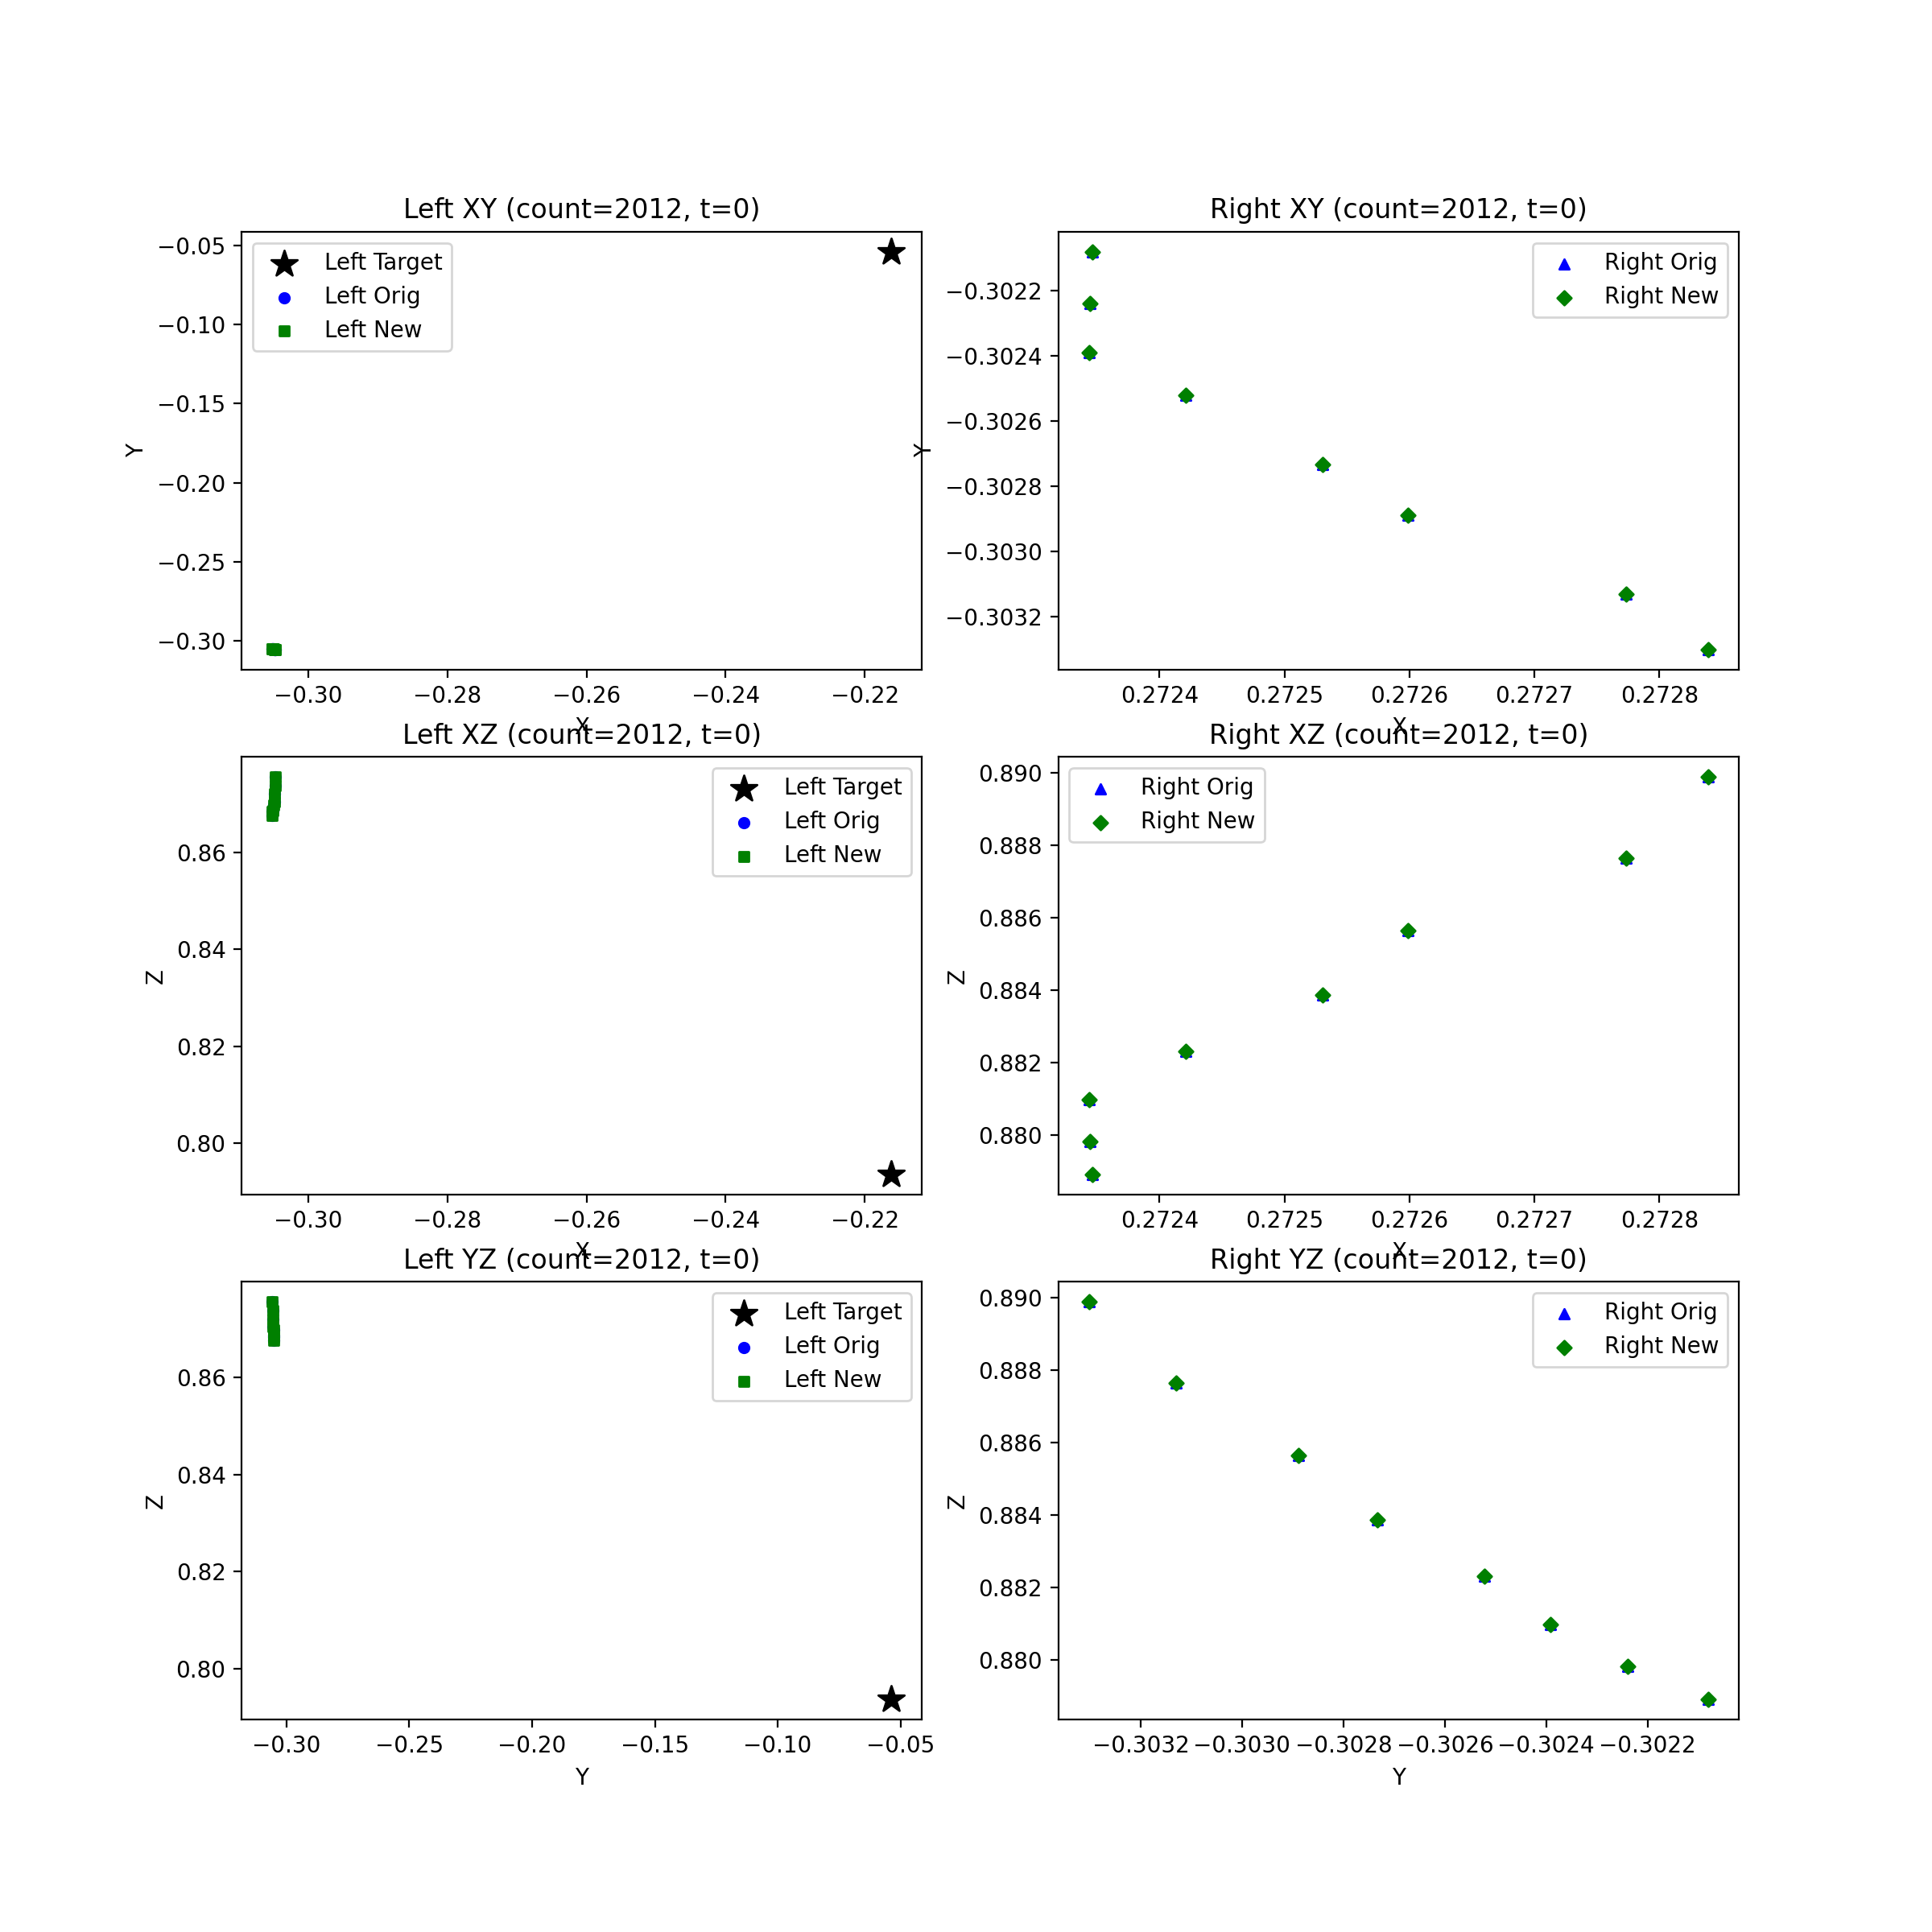 Left XY (count=2012, t=0)
Left Target
Left Orig
Left New
−0.05
−0.10
−0.15
−0.20
−0.25
−0.30
Y
−0.30 −0.28 −0.26 −0.24 −0.22
X
Right XY (count=2012, t=0)
Right Orig
Right New
−0.3022
−0.3024
−0.3026
−0.3028
−0.3030
−0.3032
Y
0.2724 0.2725 0.2726 0.2727 0.2728
X
Left XZ (count=2012, t=0)
Left Target
Left Orig
Left New
0.86
0.84
0.82
0.80
Z
−0.30 −0.28 −0.26 −0.24 −0.22
X
Right XZ (count=2012, t=0)
Right Orig
Right New
0.890
0.888
0.886
0.884
0.882
0.880
Z
0.2724 0.2725 0.2726 0.2727 0.2728
X
Left YZ (count=2012, t=0)
Left Target
Left Orig
Left New
0.86
0.84
0.82
0.80
Z
−0.30 −0.25 −0.20 −0.15 −0.10 −0.05
Y
Right YZ (count=2012, t=0)
Right Orig
Right New
0.890
0.888
0.886
0.884
0.882
0.880
Z
−0.3032 −0.3030 −0.3028 −0.3026 −0.3024 −0.3022
Y